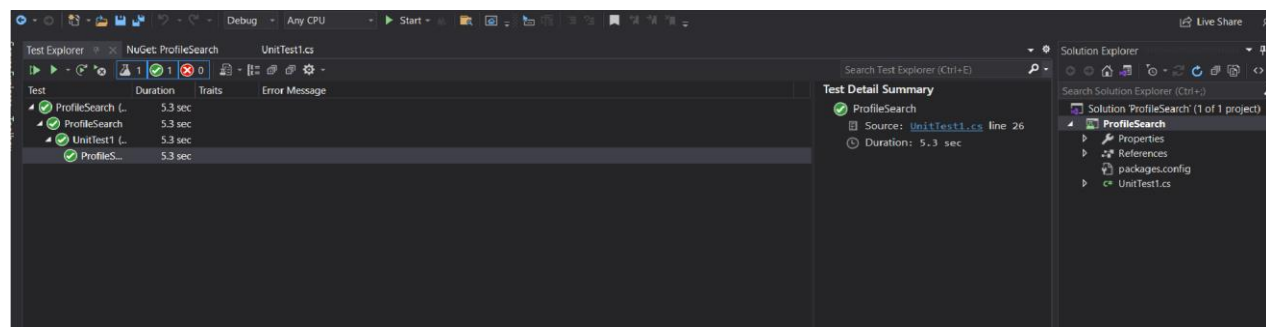 Debug Any CPU Start Live Share
Test Explorer NuGet: ProfileSearch UnitTest1.cs
1 1 0 Search Test Explorer (Ctrl+E)
Test Duration Traits Error Message
ProfileSearch (... 5.3 sec
ProfileSearch 5.3 sec
UnitTest1 (... 5.3 sec
ProfileS... 5.3 sec
Test Detail Summary
ProfileSearch
Source: UnitTest1.cs line 26
Duration: 5.3 sec
Solution Explorer
Search Solution Explorer (Ctrl+;)
Solution 'ProfileSearch' (1 of 1 project)
ProfileSearch
Properties
References
packages.config
C# UnitTest1.cs